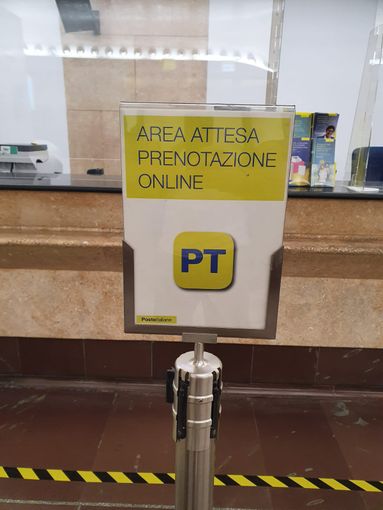 AREA ATTESA
PRENOTAZIONE
ONLINE
PT
Posteitaliane